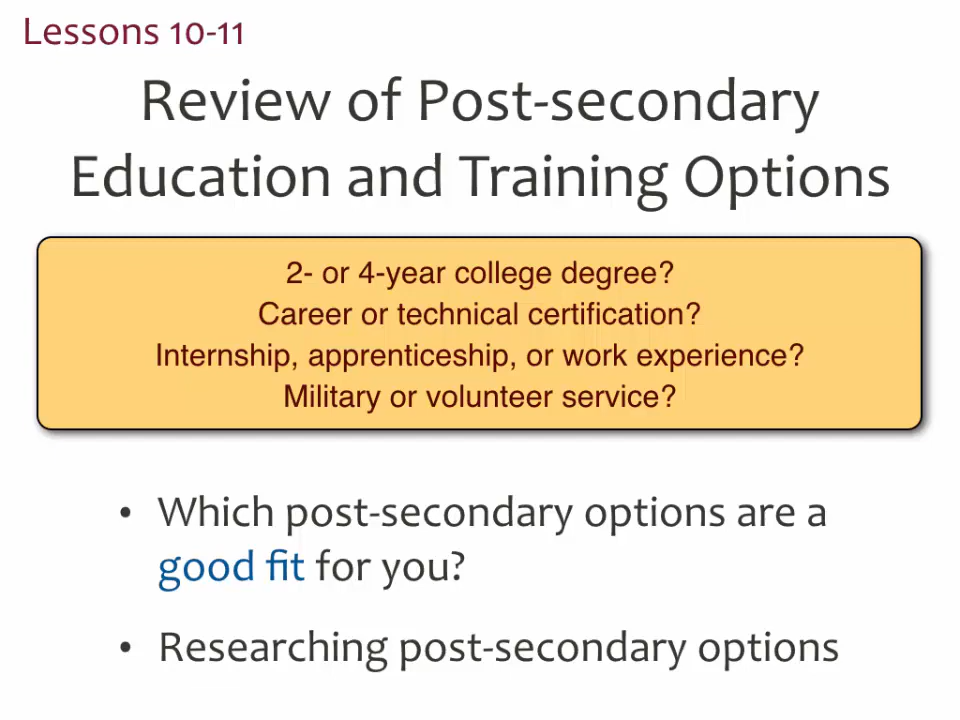 Lessons 10-11
Review of Post-secondary
Education and Training Options
2- or 4-year college degree?
Career or technical certification?
Internship, apprenticeship, or work experience?
Military or volunteer service?
• Which post-secondary options are a
good fit for you?
• Researching post-secondary options